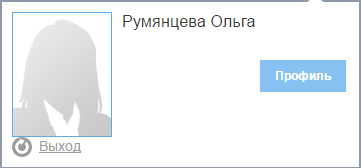 Румянцева Ольга
Профиль
Выход